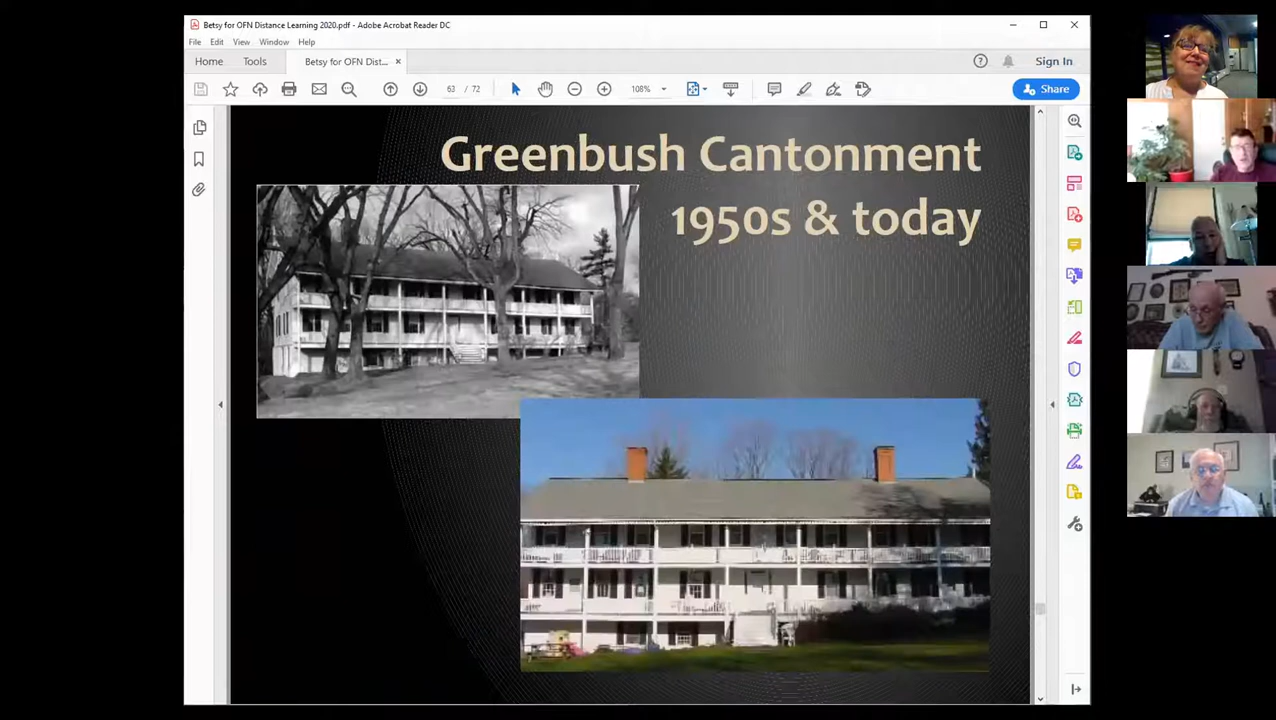 Betsy for OFN Distance Learning 2020.pdf - Adobe Acrobat Reader DC
File Edit View Window Help
Home Tools Betsy for OFN Dist... × Sign In
63 / 72 108% Share
Greenbush Cantonment
1950s & today